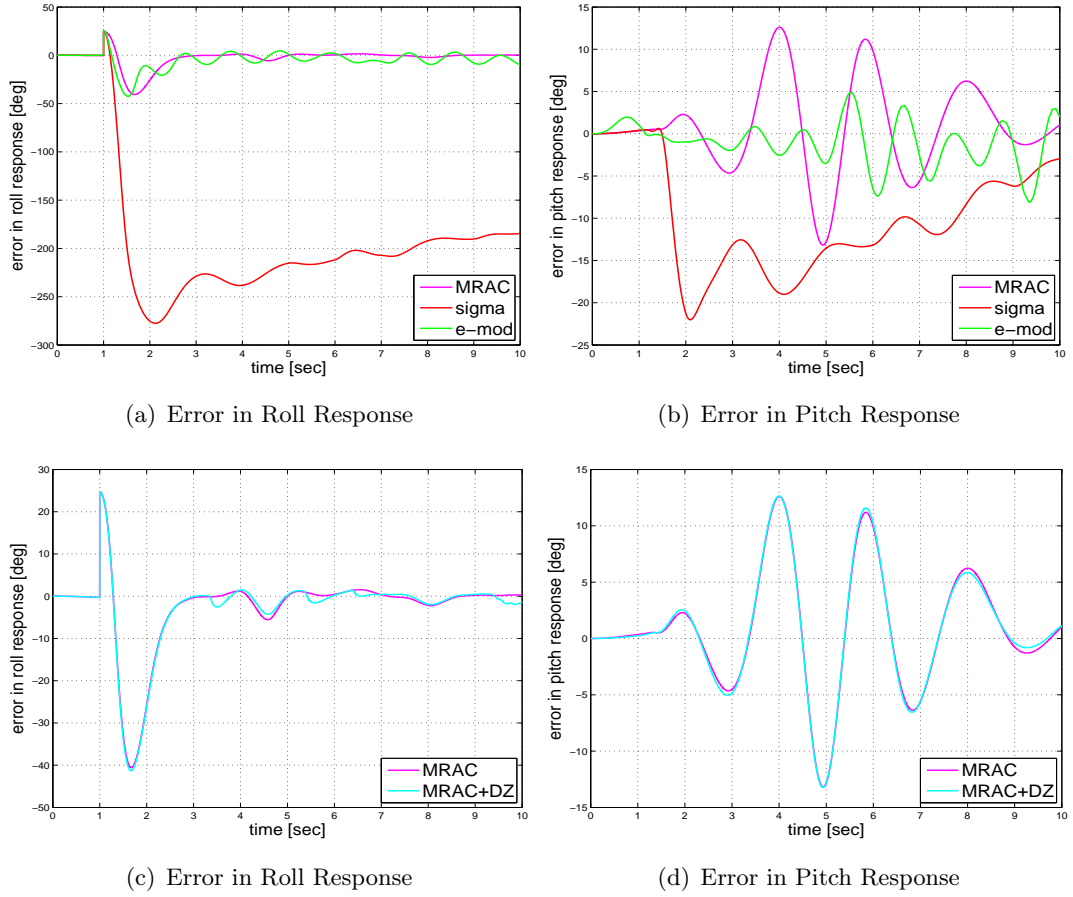 50
0
−50
−100
−150
−200
−250
−300
0 1 2 3 4 5 6 7 8 9 10
error in roll response [deg]
time [sec]
MRAC
sigma
e−mod
(a) Error in Roll Response
15
10
5
0
−5
−10
−15
−20
−25
0 1 2 3 4 5 6 7 8 9 10
error in pitch response [deg]
time [sec]
MRAC
sigma
e−mod
(b) Error in Pitch Response
30
20
10
0
−10
−20
−30
−40
−50
0 1 2 3 4 5 6 7 8 9 10
error in roll response [deg]
time [sec]
MRAC
MRAC+DZ
(c) Error in Roll Response
15
10
5
0
−5
−10
−15
0 1 2 3 4 5 6 7 8 9 10
error in pitch response [deg]
time [sec]
MRAC
MRAC+DZ
(d) Error in Pitch Response